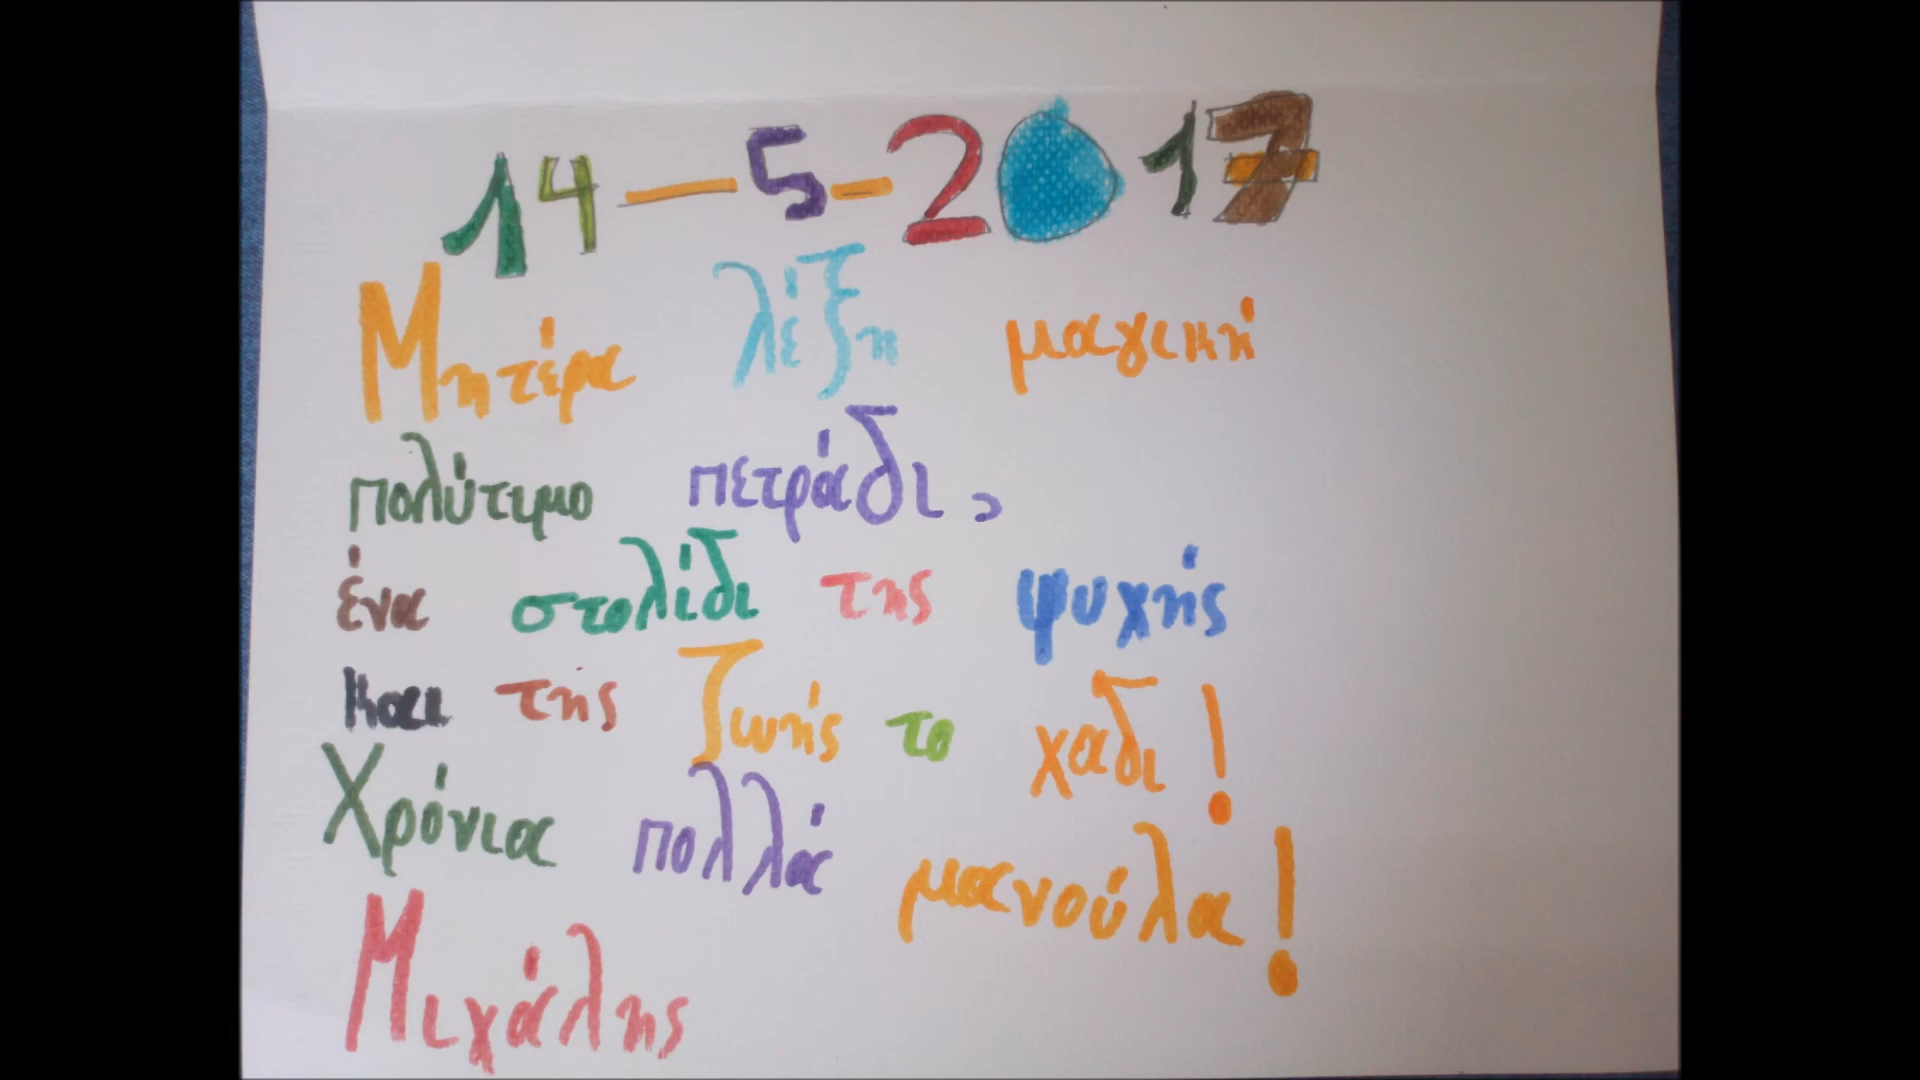 14-5-2017
Μητέρα λέξη μαγική
πολύτιμο πετράδι,
ένα στολίδι της ψυχής
και της ζωής το χαδι!
Χρόνια πολλά μανούλα!
Μιχάλης